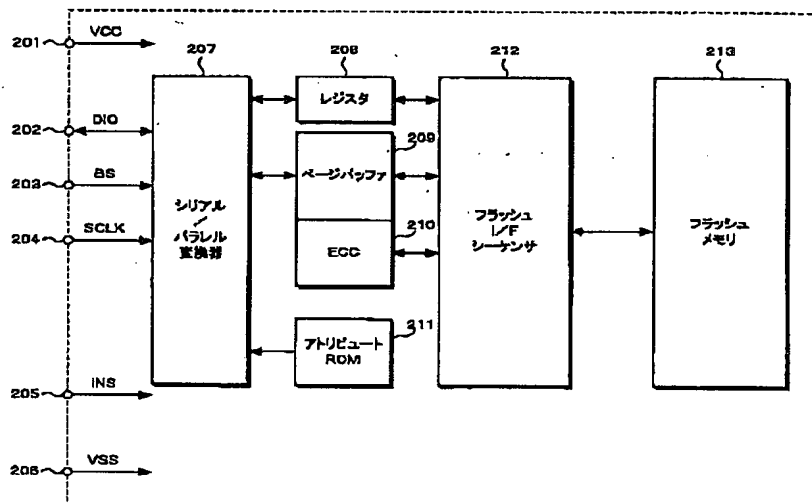 201 VCC
207
208
212
213
レジスタ
202 DIO
209
ページバッファ
203 BS
シリアル
/
パラレル
変換器
フラッシュ
I/F
シーケンサ
フラッシュ
メモリ
204 SCLK
210
ECC
211
アトリビュート
ROM
205 INS
206 VSS